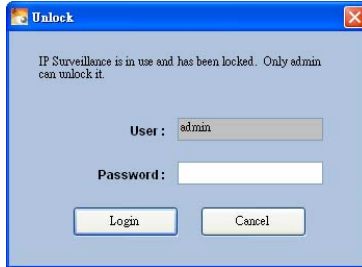 Unlock
IP Surveillance is in use and has been locked. Only admin
can unlock it.
User :
admin
Password :
Login
Cancel